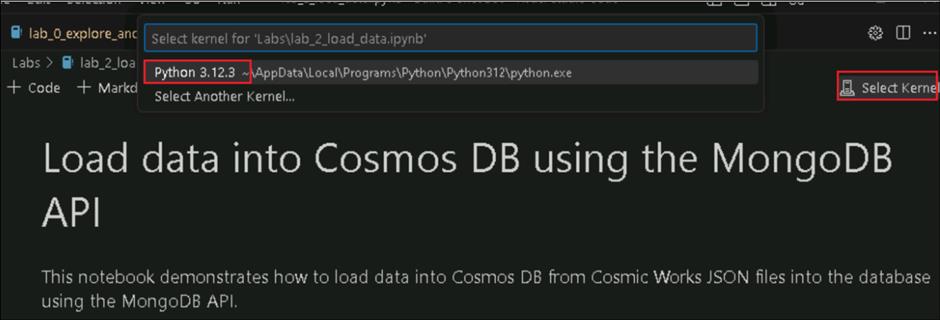 Select kernel for 'Labs\lab_2_load_data.ipynb'
lab_0_explore_and
Python 3.12.3 ~\AppData\Local\Programs\Python\Python312\python.exe
Labs > lab_2_loa
Select Another Kernel...
+ Code + Markd
Select Kernel
Load data into Cosmos DB using the MongoDB
API
This notebook demonstrates how to load data into Cosmos DB from Cosmic Works JSON files into the database
using the MongoDB API.